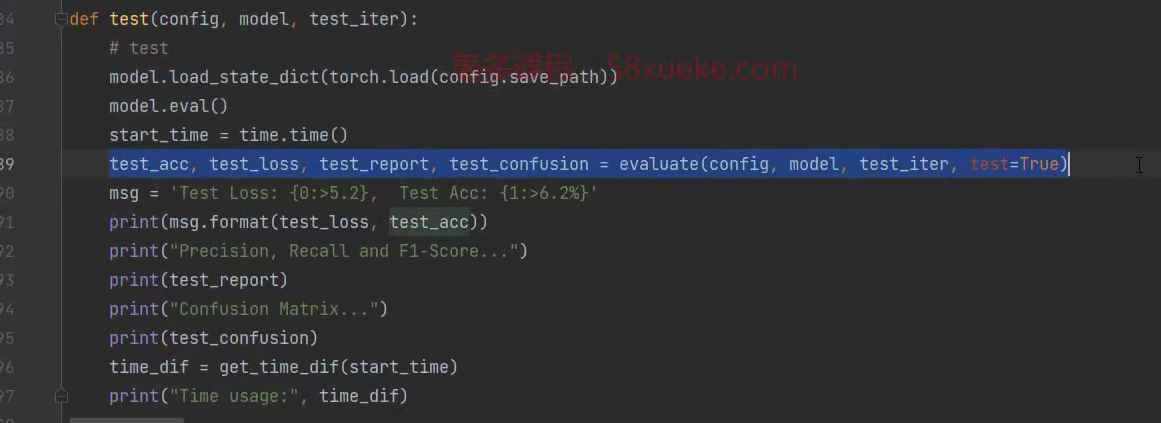 84 def test(config, model, test_iter):
85 # test
58xueke.com
86 model.load_state_dict(torch.load(config.save_path))
87 model.eval()
88 start_time = time.time()
89 test_acc, test_loss, test_report, test_confusion = evaluate(config, model, test_iter, test=True)
90 msg = 'Test Loss: {0:>5.2},  Test Acc: {1:>6.2%}'
91 print(msg.format(test_loss, test_acc))
92 print("Precision, Recall and F1-Score...")
93 print(test_report)
94 print("Confusion Matrix...")
95 print(test_confusion)
96 time_dif = get_time_dif(start_time)
97 print("Time usage:", time_dif)